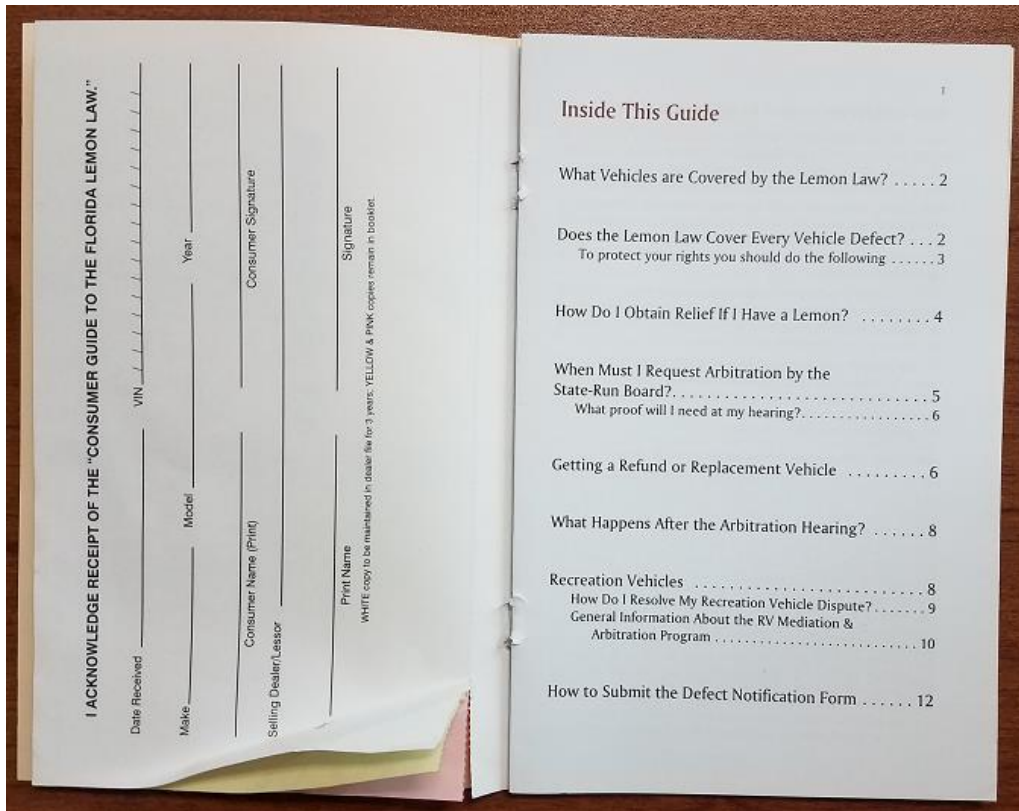 I ACKNOWLEDGE RECEIPT OF THE "CONSUMER GUIDE TO THE FLORIDA LEMON LAW."
Date Received VIN
Make Model Year
Consumer Name (Print) Consumer Signature
Selling Dealer/Lessor
Print Name Signature
WHITE copy to be maintained in dealer file for 3 years; YELLOW & PINK copies remain in booklet.
1
Inside This Guide
What Vehicles are Covered by the Lemon Law? ..... 2
Does the Lemon Law Cover Every Vehicle Defect? ... 2
To protect your rights you should do the following ...... 3
How Do I Obtain Relief If I Have a Lemon? ........ 4
When Must I Request Arbitration by the
State-Run Board?............................. 5
What proof will I need at my hearing?.................. 6
Getting a Refund or Replacement Vehicle ......... 6
What Happens After the Arbitration Hearing? ...... 8
Recreation Vehicles .......................... 8
How Do I Resolve My Recreation Vehicle Dispute?....... 9
General Information About the RV Mediation &
Arbitration Program ............................ 10
How to Submit the Defect Notification Form ...... 12